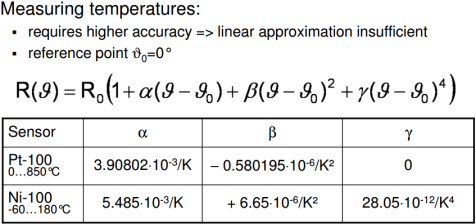 Measuring temperatures:
▪ requires higher accuracy => linear approximation insufficient
▪ reference point ϑ₀=0°
R(ϑ) = R₀(1+α(ϑ−ϑ₀)+β(ϑ−ϑ₀)²+γ(ϑ−ϑ₀)⁴)
Sensor α β γ
Pt-100 3.90802·10⁻³/K − 0.580195·10⁻⁶/K² 0
0…850°C
Ni-100 5.485·10⁻³/K + 6.65·10⁻⁶/K² 28.05·10⁻¹²/K⁴
-60…180°C